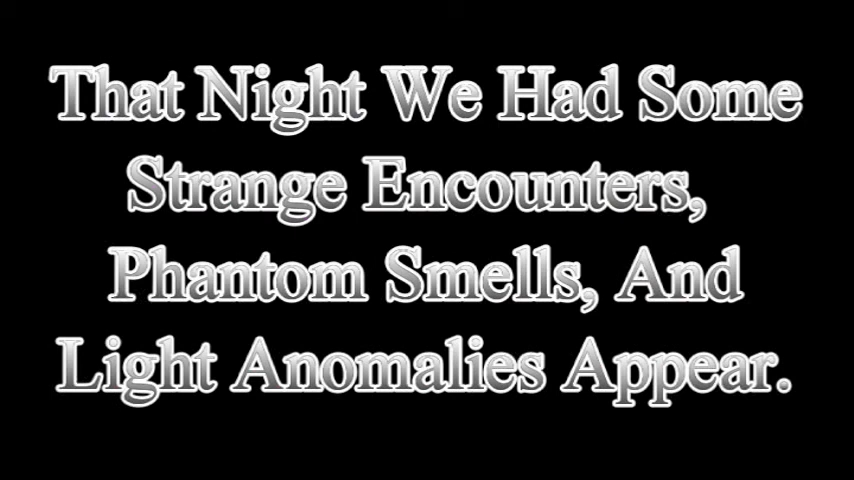 That Night We Had Some
Strange Encounters,
Phantom Smells, And
Light Anomalies Appear.